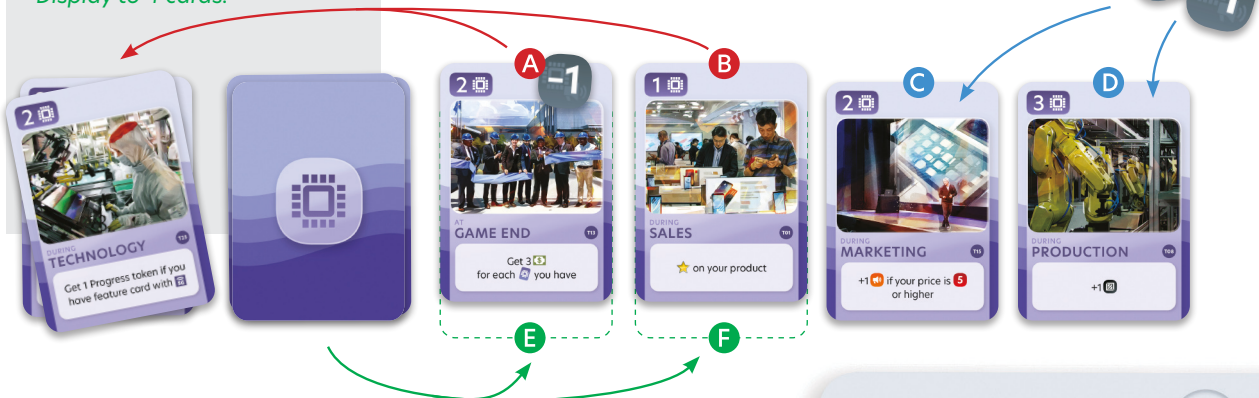 Display to 4 cards.
-1
A
B
C
D
2
DURING
TECHNOLOGY
Get 1 Progress token if you
have feature card with
2
AT
GAME END
T13
Get 3
for each you have
1
DURING
SALES
T01
on your product
2
DURING
MARKETING
T15
+1 if your price is 5
or higher
3
DURING
PRODUCTION
+1
E
F